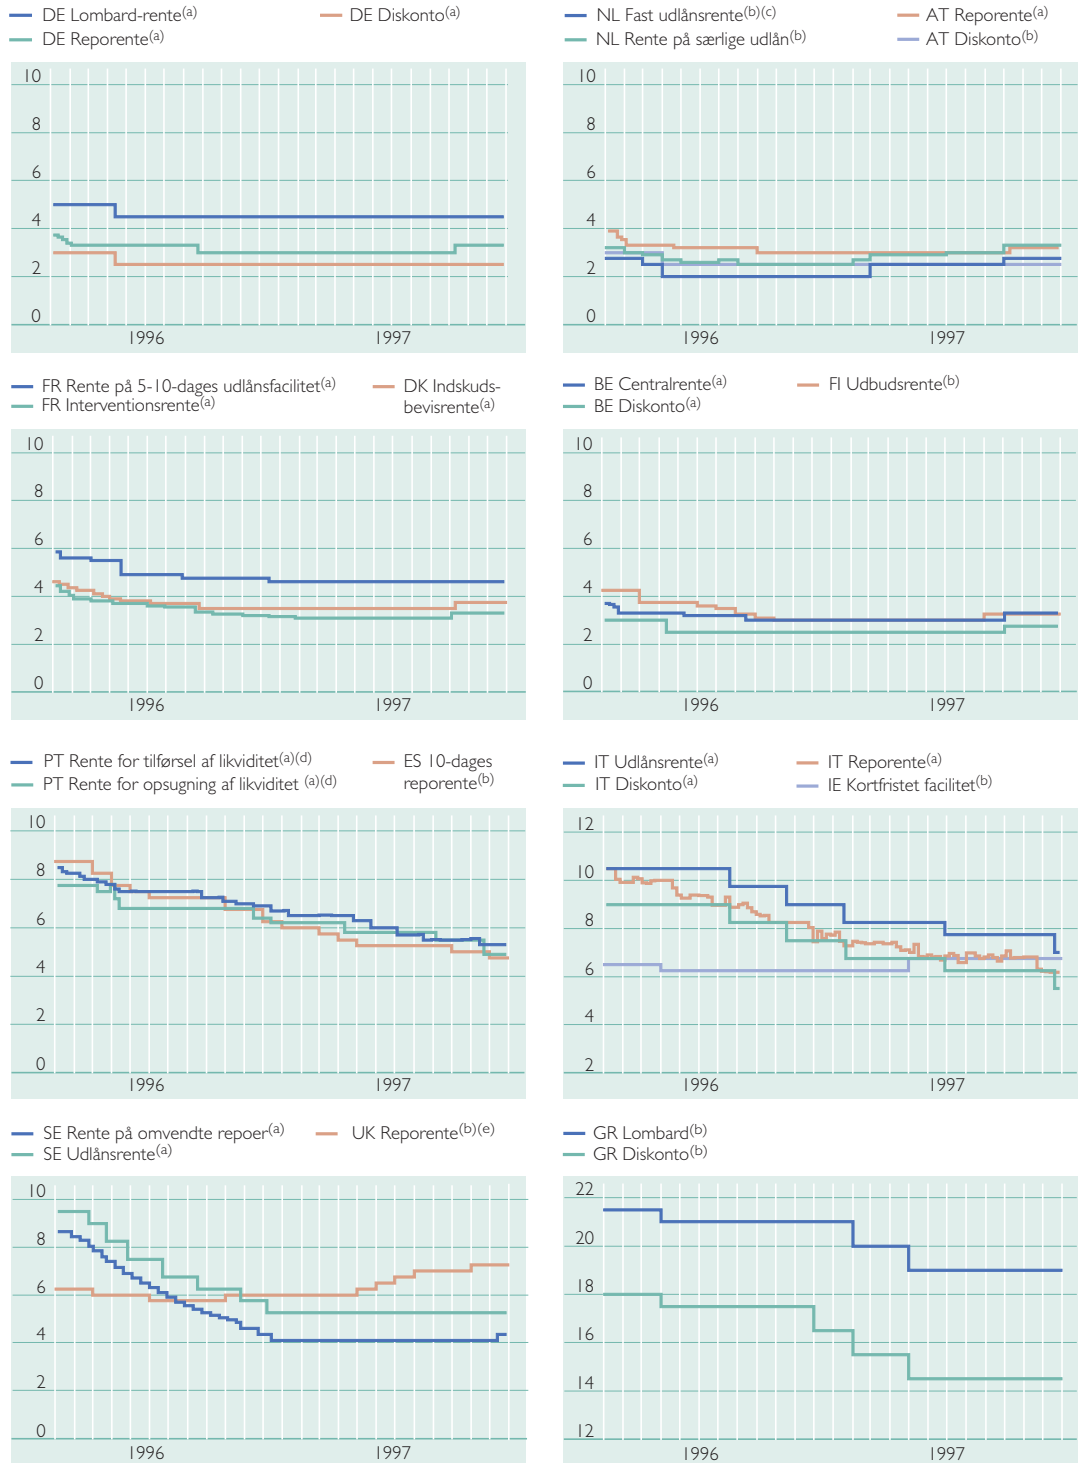 DE Lombard-rente(a)
DE Diskonto(a)
DE Reporente(a)
10
8
6
4
2
0
1996
1997
NL Fast udlånsrente(b)(c)
AT Reporente(a)
NL Rente på særlige udlån(b)
AT Diskonto(b)
10
8
6
4
2
0
1996
1997
FR Rente på 5-10-dages udlånsfacilitet(a)
DK Indskuds-
FR Interventionsrente(a)
bevisrente(a)
10
8
6
4
2
0
1996
1997
BE Centralrente(a)
FI Udbudsrente(b)
BE Diskonto(a)
10
8
6
4
2
0
1996
1997
PT Rente for tilførsel af likviditet(a)(d)
ES 10-dages
PT Rente for opsugning af likviditet (a)(d)
reporente(b)
10
8
6
4
2
0
1996
1997
IT Udlånsrente(a)
IT Reporente(a)
IT Diskonto(a)
IE Kortfristet facilitet(b)
12
10
8
6
4
2
1996
1997
SE Rente på omvendte repoer(a)
UK Reporente(b)(e)
SE Udlånsrente(a)
10
8
6
4
2
0
1996
1997
GR Lombard(b)
GR Diskonto(b)
22
20
18
16
14
12
1996
1997